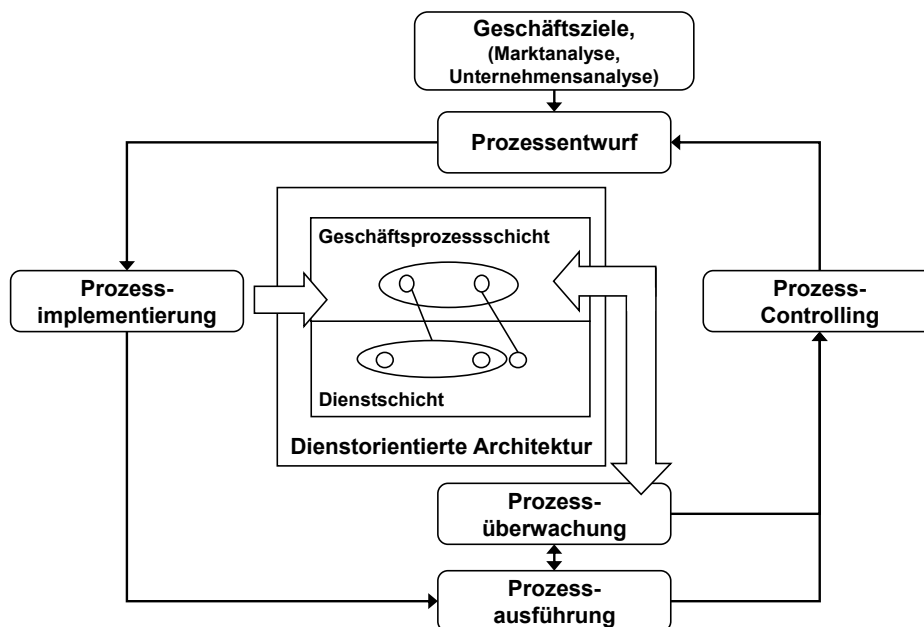 Geschäftsziele,
(Marktanalyse,
Unternehmensanalyse)
Prozessentwurf
Geschäftsprozessschicht
Prozess-
implementierung
Prozess-
Controlling
Dienstschicht
Dienstorientierte Architektur
Prozess-
überwachung
Prozess-
ausführung